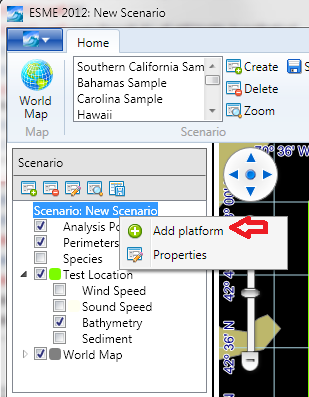 ESME 2012: New Scenario
Home
World
Map
Map
Southern California Sam
Bahamas Sample
Carolina Sample
Hawaii
Create
Delete
Zoom
S
Scenario
Scenario
Scenario: New Scenario
Analysis Po
Perimeters
Species
Test Location
Wind Speed
Sound Speed
Bathymetry
Sediment
World Map
Add platform
Properties
70° 36' W
42°
42° 36' N